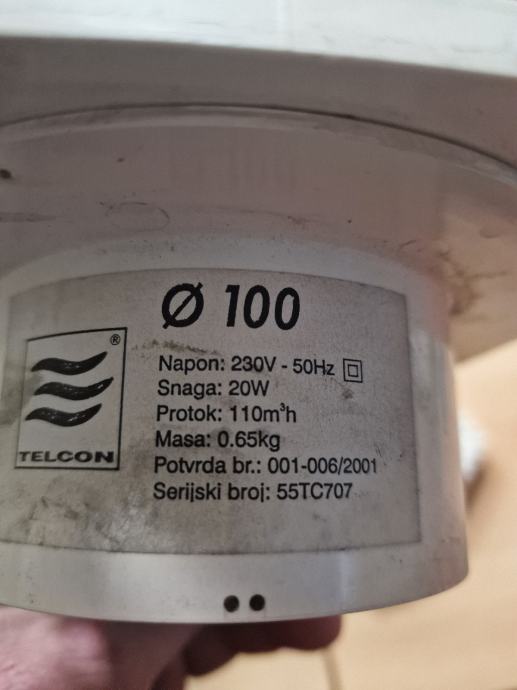 Ø 100
®
TELCON
Napon: 230V - 50Hz
Snaga: 20W
Protok: 110m³h
Masa: 0.65kg
Potvrda br.: 001-006/2001
Serijski broj: 55TC707